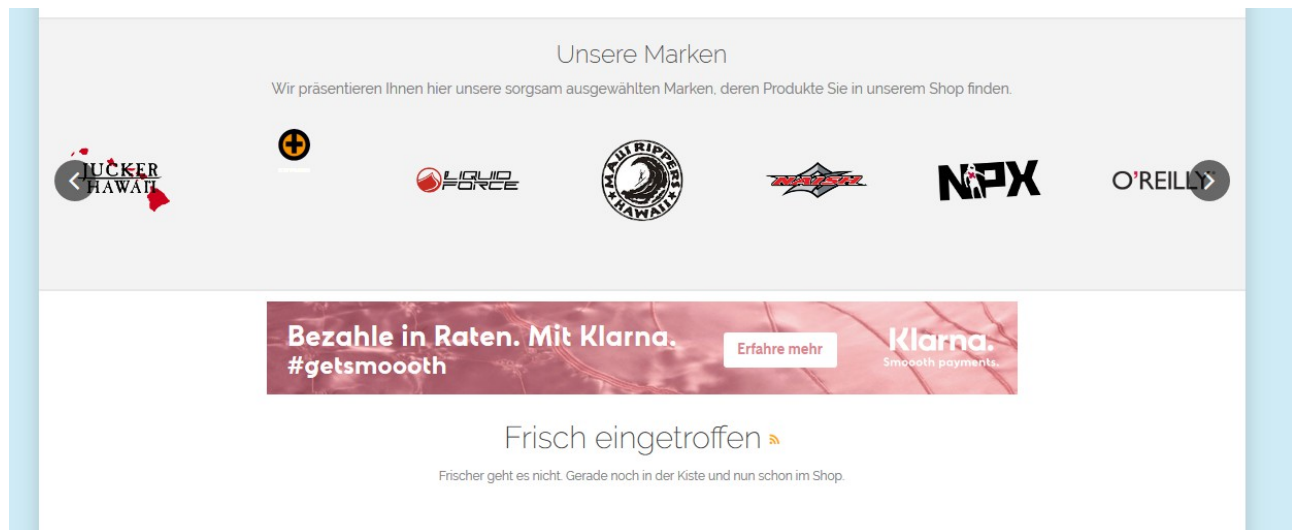 Unsere Marken
Wir präsentieren Ihnen hier unsere sorgsam ausgewählten Marken, deren Produkte Sie in unserem Shop finden.
JUCKER
HAWAII
LIQUID
FORCE
MAUI RIPPERS
HAWAII
NAISH
NPX
O'REILLY
Bezahle in Raten. Mit Klarna.
#getsmoooth
Erfahre mehr
Klarna.
Smoooth payments.
Frisch eingetroffen
Frischer geht es nicht. Gerade noch in der Kiste und nun schon im Shop.